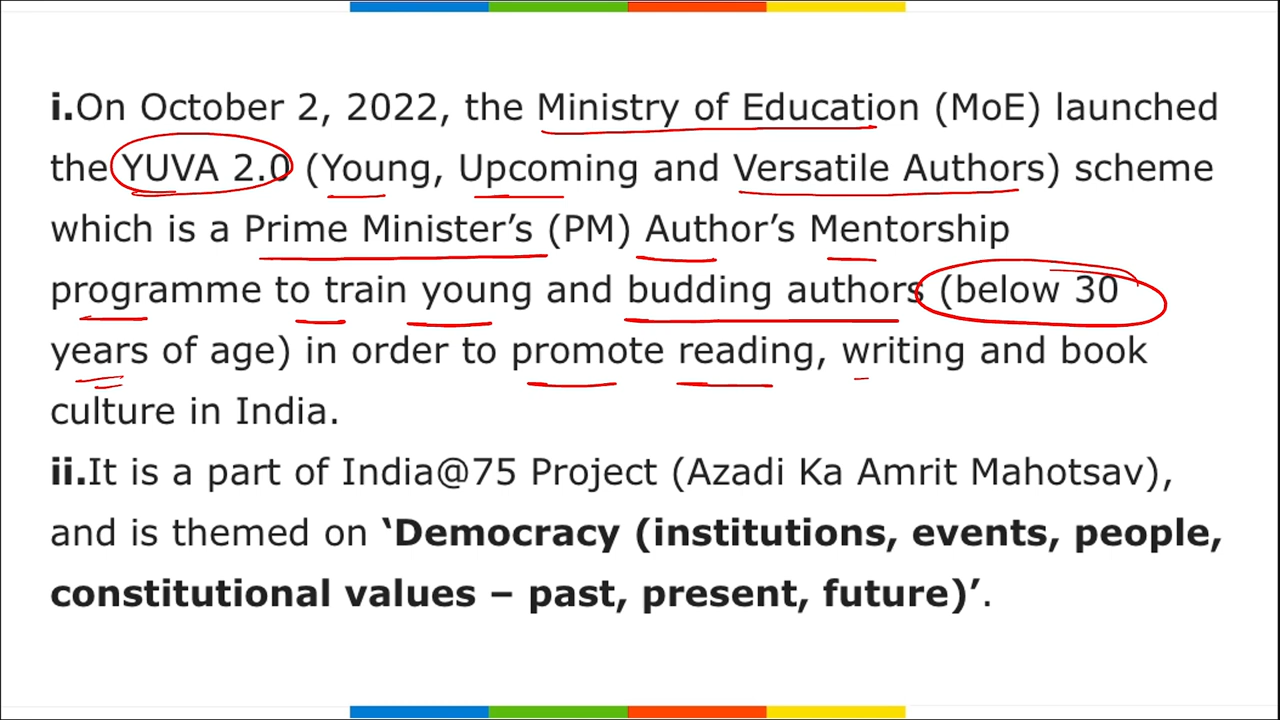 i.On October 2, 2022, the Ministry of Education (MoE) launched
the YUVA 2.0 (Young, Upcoming and Versatile Authors) scheme
which is a Prime Minister’s (PM) Author’s Mentorship
programme to train young and budding authors (below 30
years of age) in order to promote reading, writing and book
culture in India.
ii.It is a part of India@75 Project (Azadi Ka Amrit Mahotsav),
and is themed on ‘Democracy (institutions, events, people,
constitutional values – past, present, future)’.